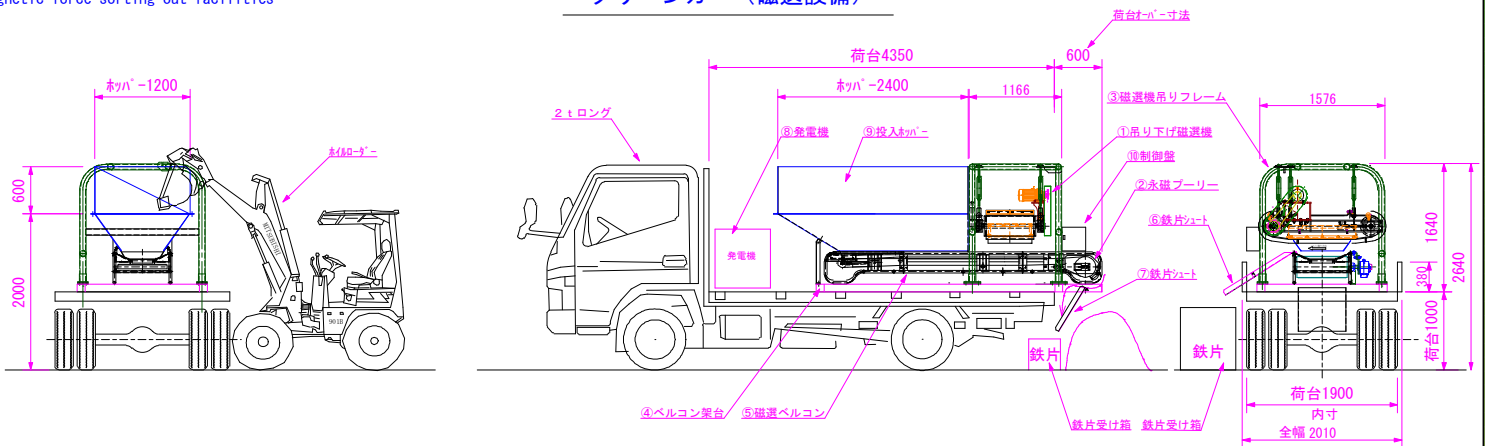 荷台オーバー寸法
荷台4350
600
ホッパー1200
ホッパー2400
1166
③磁選機吊りフレーム
1576
２ｔロング
⑧発電機
⑨投入ホッパー
①吊り下げ磁選機
ホイルローダー
⑩制御盤
②永磁プーリー
600
⑥鉄片シュート
1640
2640
発電機
380
⑦鉄片シュート
2000
901B
荷台1000
鉄片
鉄片
荷台1900
内寸
④ベルコン架台
⑤磁選ベルコン
鉄片受け箱
鉄片受け箱
全幅 2010